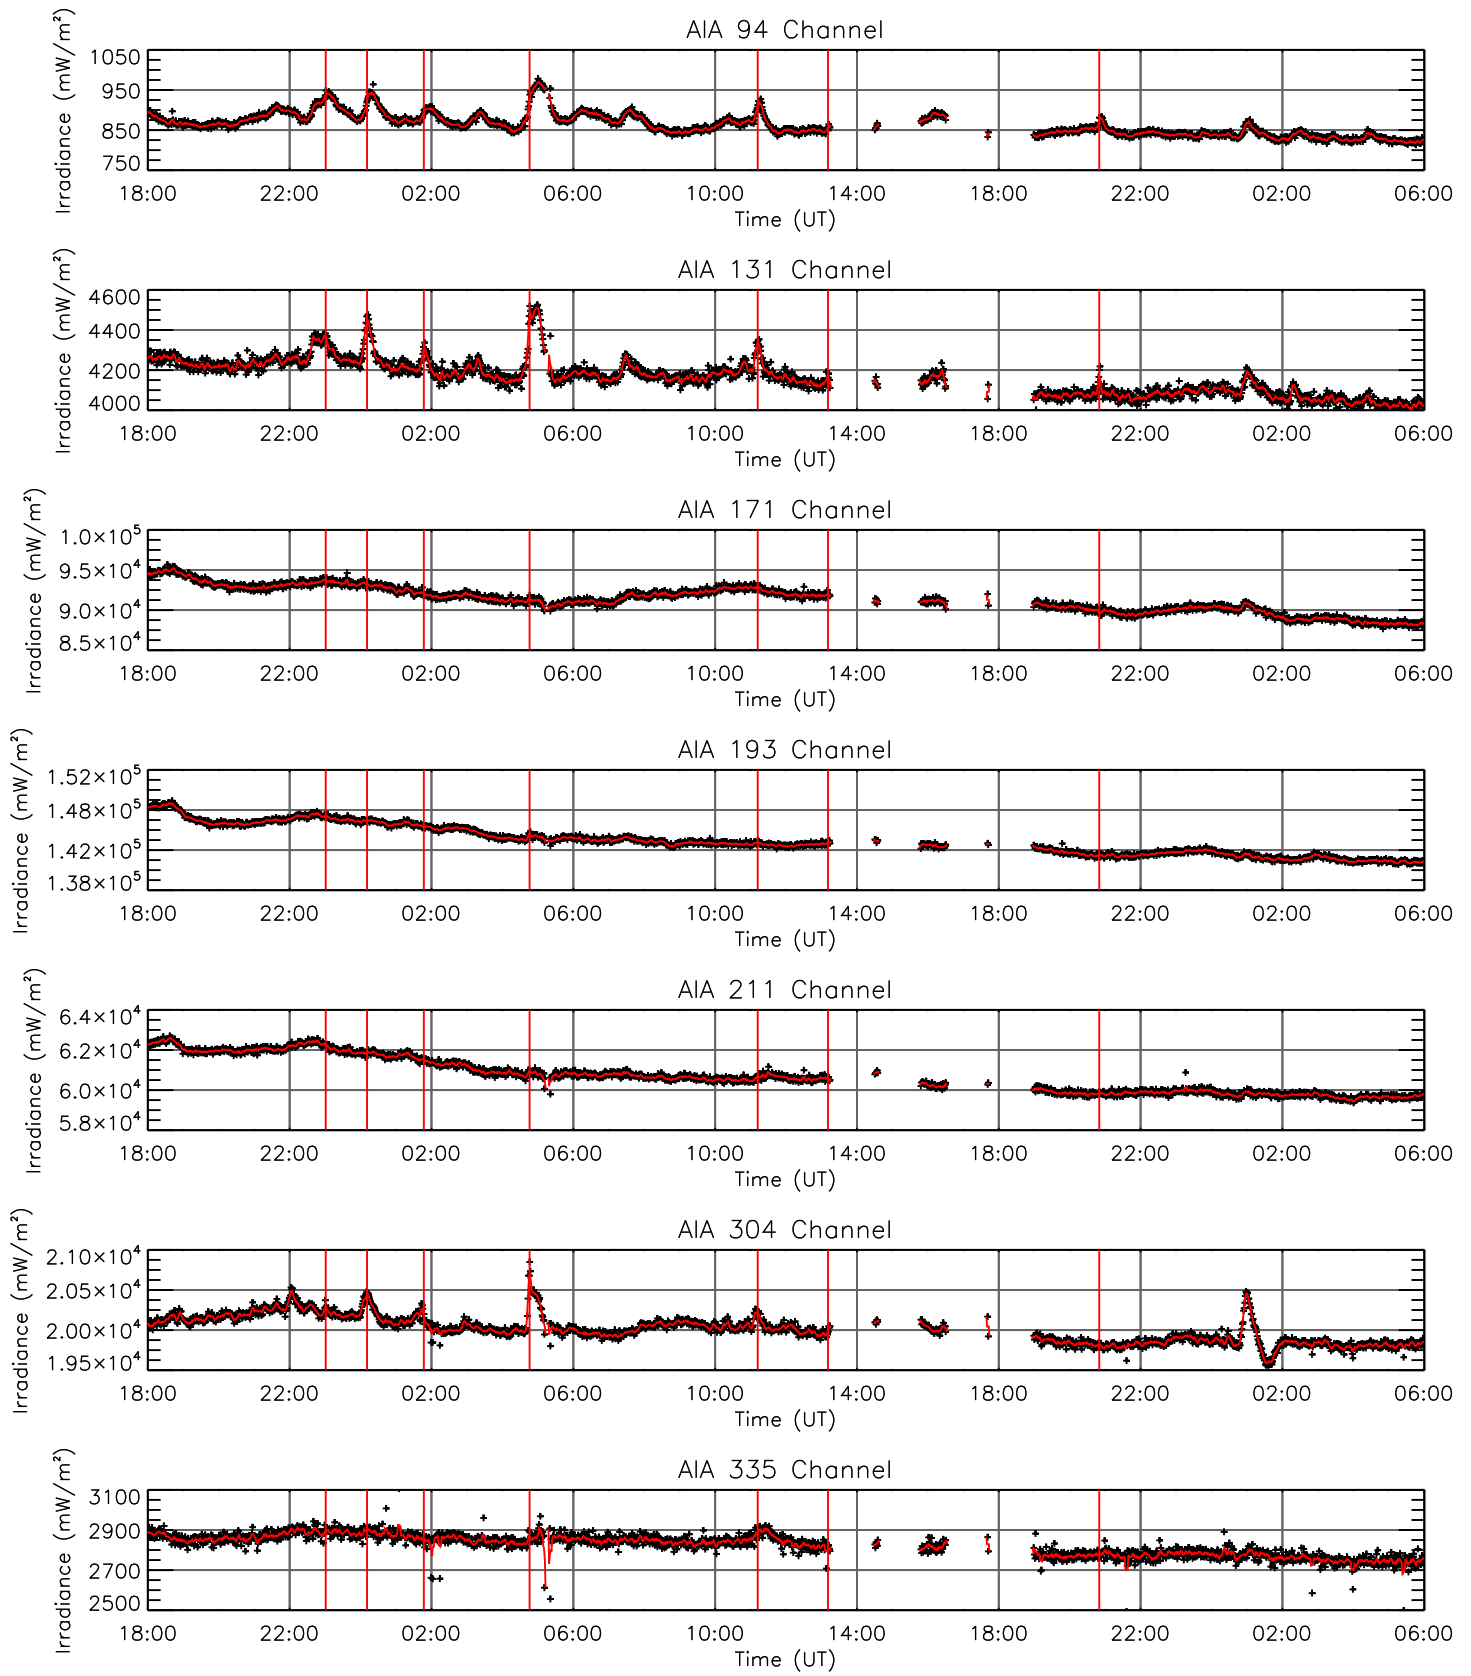 AIA 94 Channel
Irradiance (mW/m²)
1050
950
850
750
18:00 22:00 02:00 06:00 10:00 14:00 18:00 22:00 02:00 06:00
Time (UT)
AIA 131 Channel
Irradiance (mW/m²)
4600
4400
4200
4000
18:00 22:00 02:00 06:00 10:00 14:00 18:00 22:00 02:00 06:00
Time (UT)
AIA 171 Channel
Irradiance (mW/m²)
1.0×10⁵
9.5×10⁴
9.0×10⁴
8.5×10⁴
18:00 22:00 02:00 06:00 10:00 14:00 18:00 22:00 02:00 06:00
Time (UT)
AIA 193 Channel
Irradiance (mW/m²)
1.52×10⁵
1.48×10⁵
1.42×10⁵
1.38×10⁵
18:00 22:00 02:00 06:00 10:00 14:00 18:00 22:00 02:00 06:00
Time (UT)
AIA 211 Channel
Irradiance (mW/m²)
6.4×10⁴
6.2×10⁴
6.0×10⁴
5.8×10⁴
18:00 22:00 02:00 06:00 10:00 14:00 18:00 22:00 02:00 06:00
Time (UT)
AIA 304 Channel
Irradiance (mW/m²)
2.10×10⁴
2.05×10⁴
2.00×10⁴
1.95×10⁴
18:00 22:00 02:00 06:00 10:00 14:00 18:00 22:00 02:00 06:00
Time (UT)
AIA 335 Channel
Irradiance (mW/m²)
3100
2900
2700
2500
18:00 22:00 02:00 06:00 10:00 14:00 18:00 22:00 02:00 06:00
Time (UT)